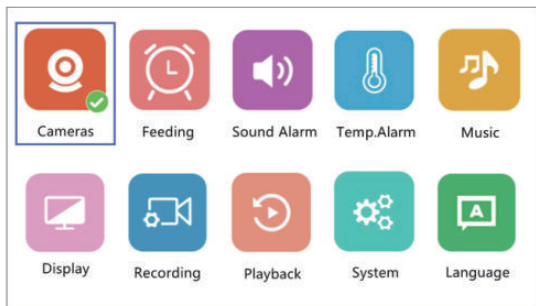 Cameras Feeding Sound Alarm Temp.Alarm Music
A
Display Recording Playback System Language